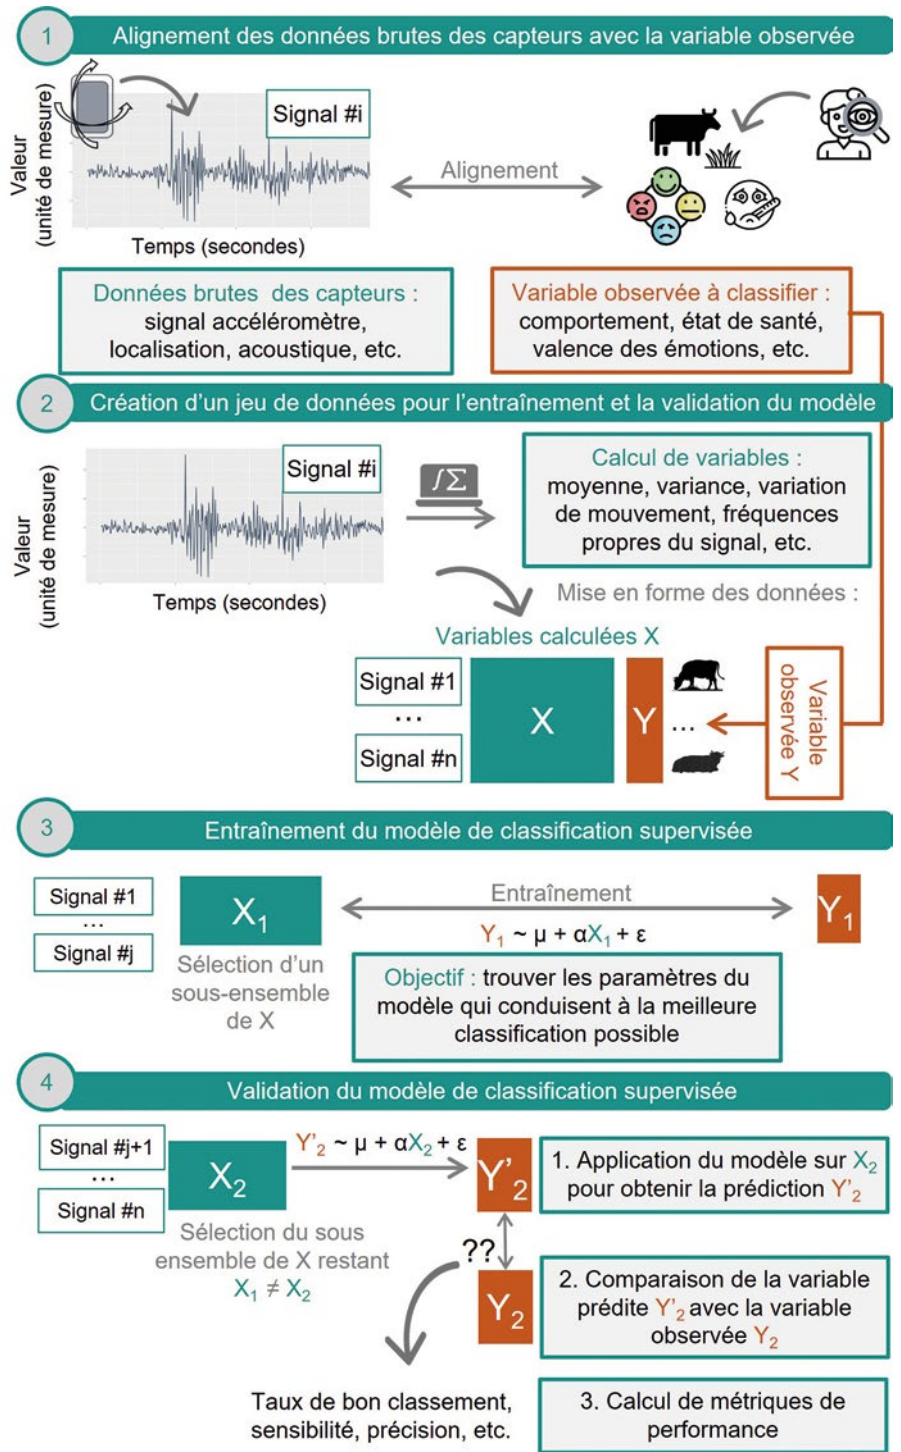 1
Alignement des données brutes des capteurs avec la variable observée
Valeur
(unité de mesure)
Signal #i
Temps (secondes)
Alignement
Données brutes des capteurs :
signal accéléromètre,
localisation, acoustique, etc.
Variable observée à classifier :
comportement, état de santé,
valence des émotions, etc.
2
Création d'un jeu de données pour l'entraînement et la validation du modèle
Valeur
(unité de mesure)
Signal #i
Temps (secondes)
∫Σ
Calcul de variables :
moyenne, variance, variation
de mouvement, fréquences
propres du signal, etc.
Mise en forme des données :
Variables calculées X
Signal #1
...
Signal #n
X
Y
...
Variable
observée Y
3
Entraînement du modèle de classification supervisée
Signal #1
...
Signal #j
X₁
Sélection d'un
sous-ensemble
de X
Entraînement
Y₁ ~ µ + αX₁ + ε
Y₁
Objectif : trouver les paramètres du
modèle qui conduisent à la meilleure
classification possible
4
Validation du modèle de classification supervisée
Signal #j+1
...
Signal #n
X₂
Sélection du sous
ensemble de X restant
X₁ ≠ X₂
Y'₂ ~ µ + αX₂ + ε
Y'₂
??
Y₂
1. Application du modèle sur X₂
pour obtenir la prédiction Y'₂
2. Comparaison de la variable
prédite Y'₂ avec la variable
observée Y₂
Taux de bon classement,
sensibilité, précision, etc.
3. Calcul de métriques de
performance